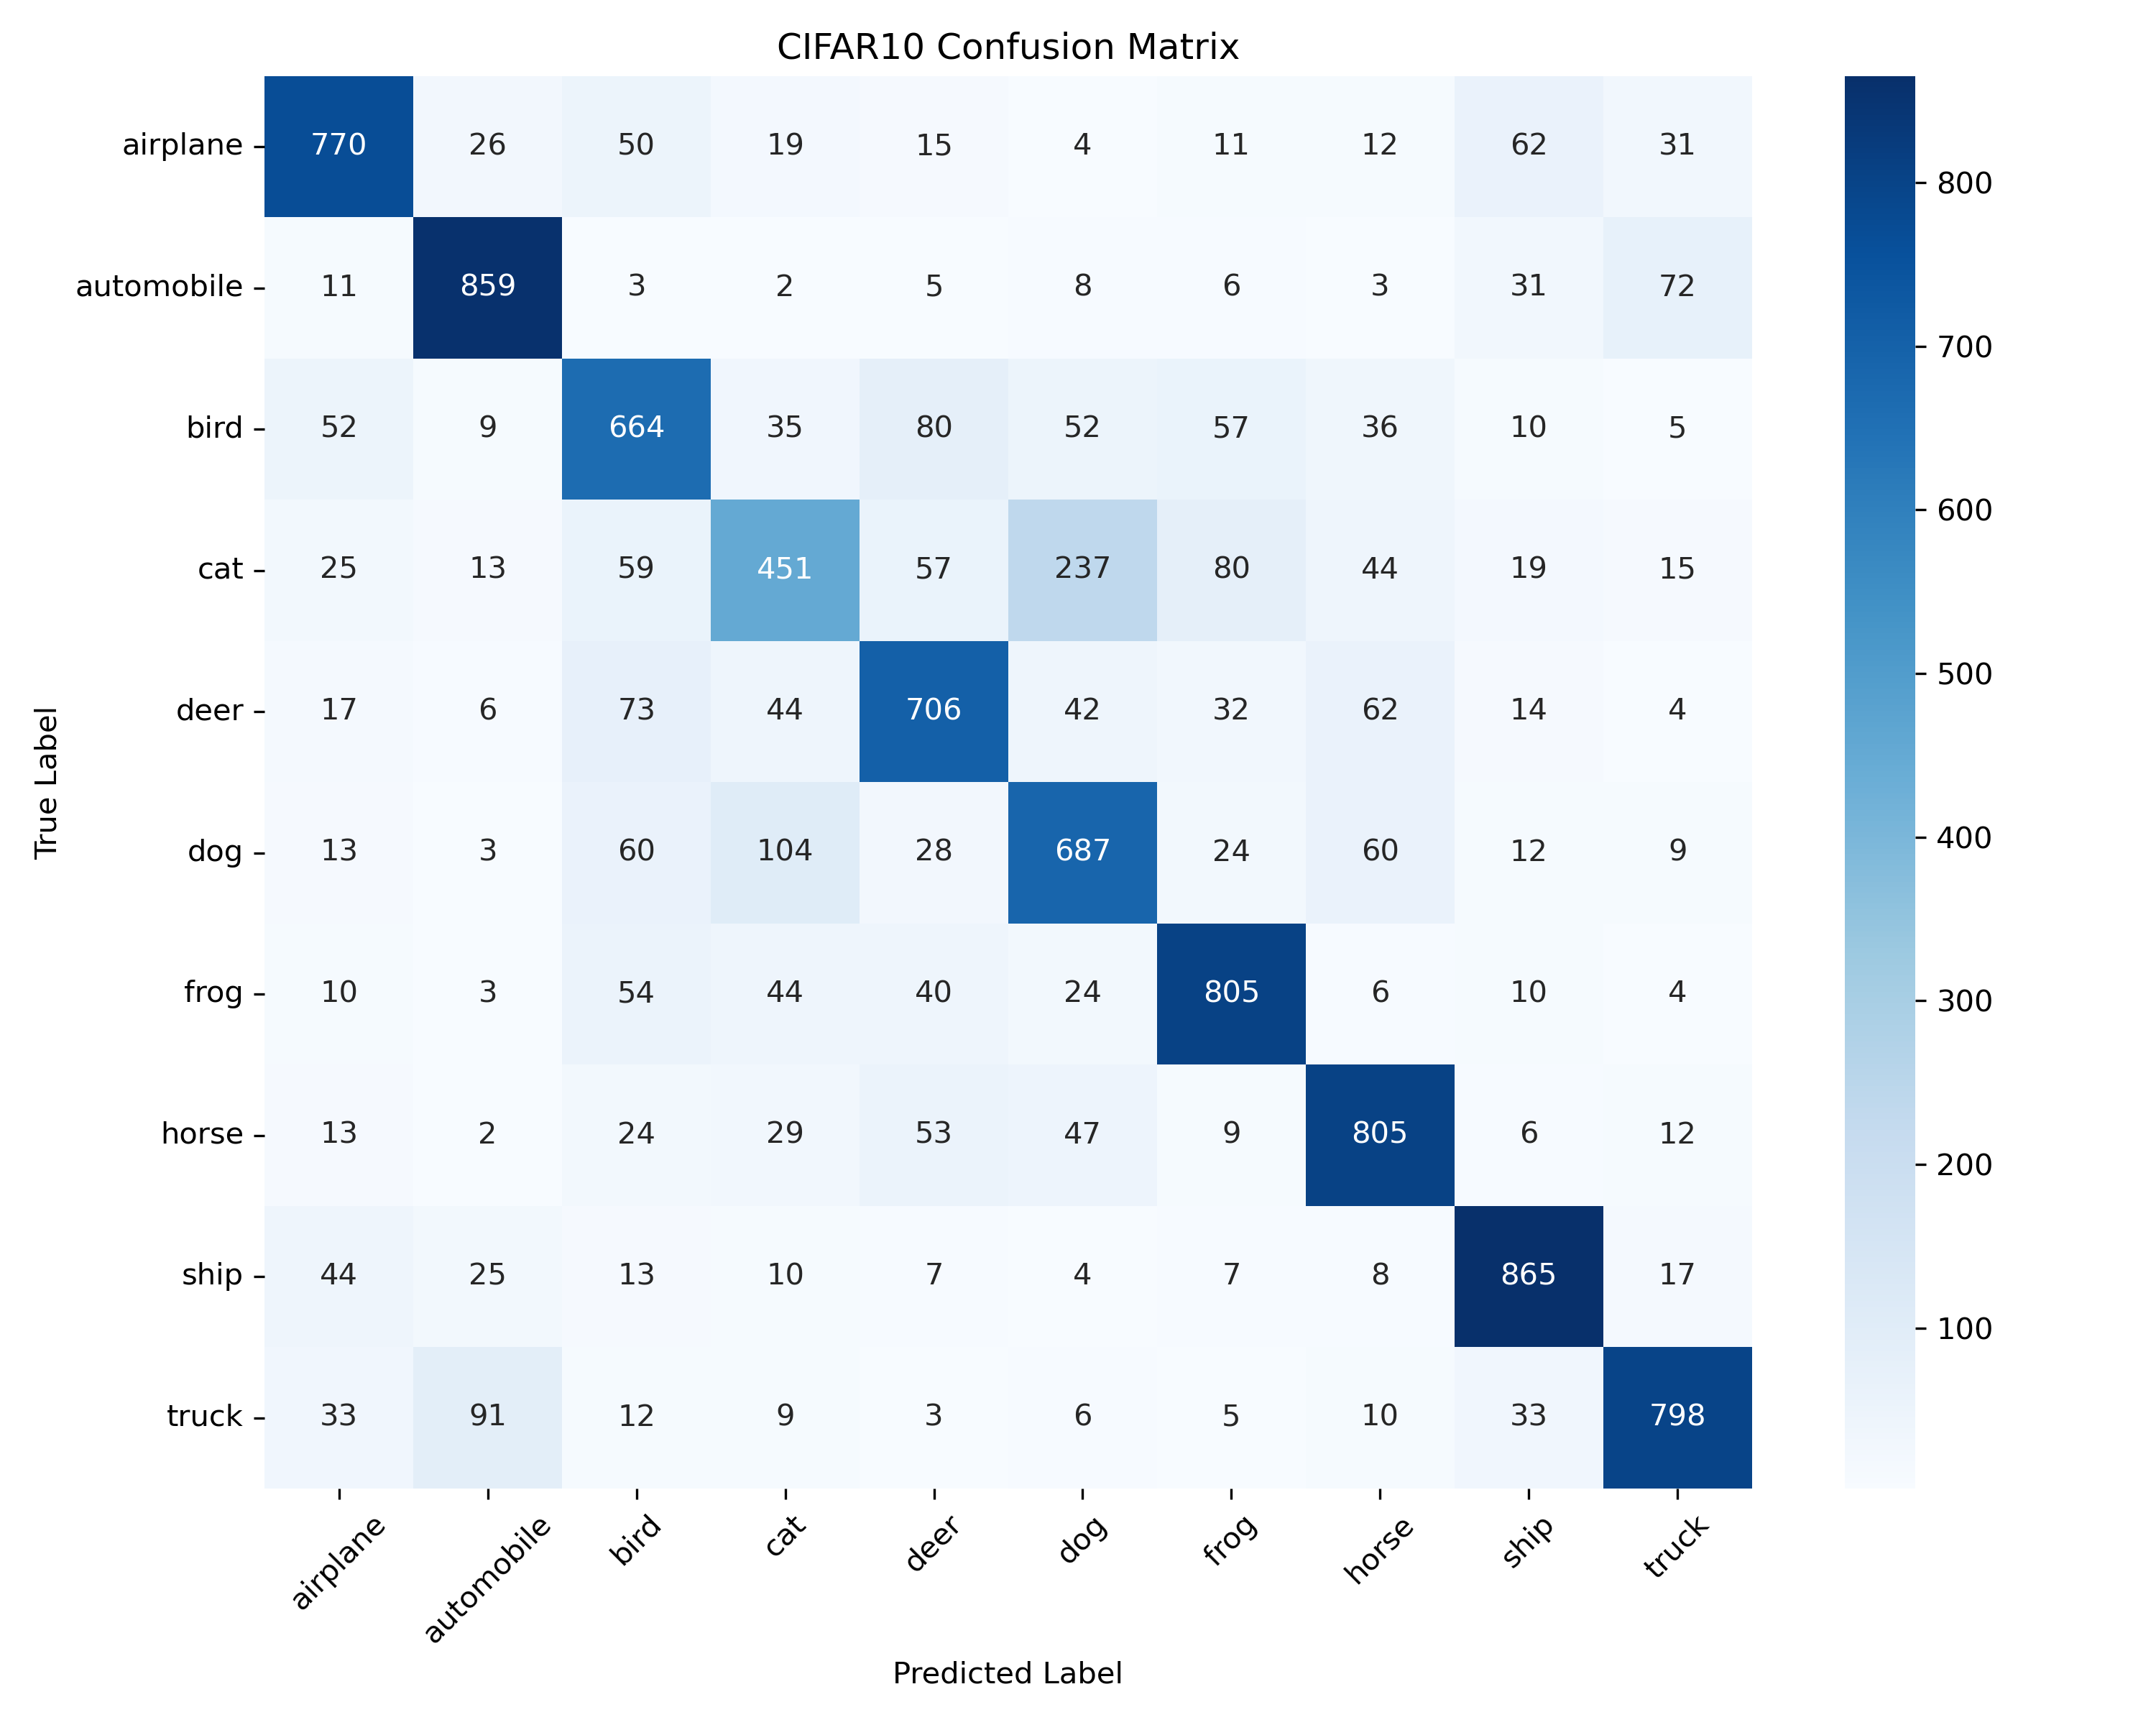 CIFAR10 Confusion Matrix
airplane 770 26 50 19 15 4 11 12 62 31
automobile 11 859 3 2 5 8 6 3 31 72
bird 52 9 664 35 80 52 57 36 10 5
cat 25 13 59 451 57 237 80 44 19 15
deer 17 6 73 44 706 42 32 62 14 4
dog 13 3 60 104 28 687 24 60 12 9
frog 10 3 54 44 40 24 805 6 10 4
horse 13 2 24 29 53 47 9 805 6 12
ship 44 25 13 10 7 4 7 8 865 17
truck 33 91 12 9 3 6 5 10 33 798
airplane automobile bird cat deer dog frog horse ship truck
Predicted Label
True Label
800
700
600
500
400
300
200
100